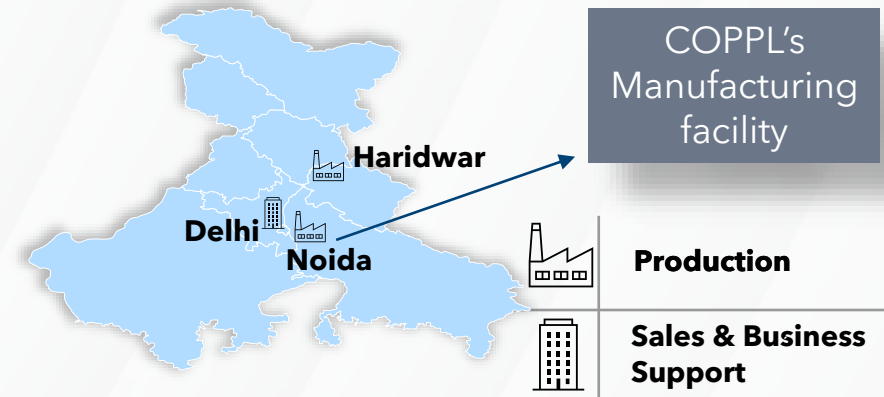 COPPL's
Manufacturing
facility
Haridwar
Delhi
Noida
Production
Sales & Business
Support